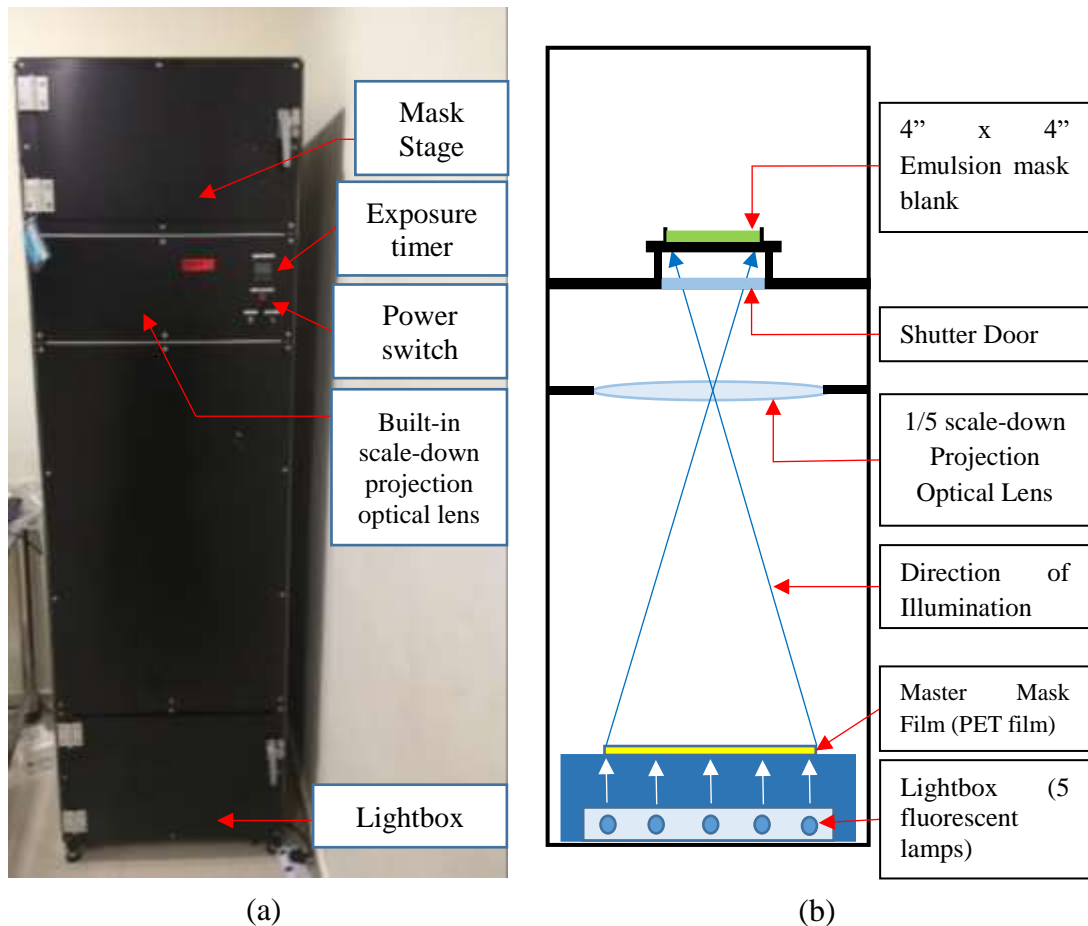 Mask
Stage
Exposure
timer
Power
switch
Built-in
scale-down
projection
optical lens
Lightbox
(a)
4” x 4”
Emulsion mask
blank
Shutter Door
1/5 scale-down
Projection
Optical Lens
Direction of
Illumination
Master Mask
Film (PET film)
Lightbox (5
fluorescent
lamps)
(b)